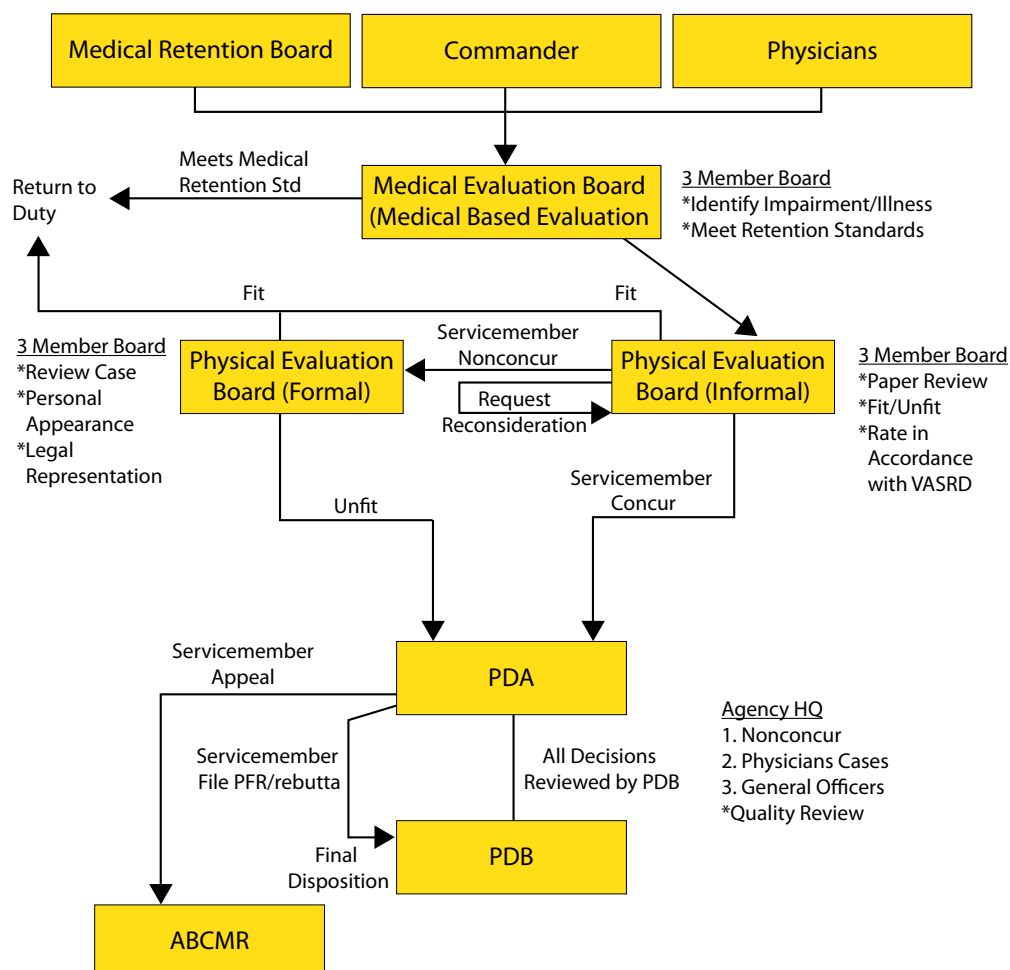 Medical Retention Board
Commander
Physicians
Meets Medical
Retention Std
Return to
Duty
Medical Evaluation Board
(Medical Based Evaluation
3 Member Board
*Identify Impairment/Illness
*Meet Retention Standards
Fit
Fit
3 Member Board
*Review Case
*Personal
Appearance
*Legal
Representation
Physical Evaluation
Board (Formal)
Servicemember
Nonconcur
Request
Reconsideration
Physical Evaluation
Board (Informal)
3 Member Board
*Paper Review
*Fit/Unfit
*Rate in
Accordance
with VASRD
Unfit
Servicemember
Concur
PDA
Servicemember
Appeal
Servicemember
File PFR/rebutta
All Decisions
Reviewed by PDB
Agency HQ
1. Nonconcur
2. Physicians Cases
3. General Officers
*Quality Review
Final
Disposition
PDB
ABCMR